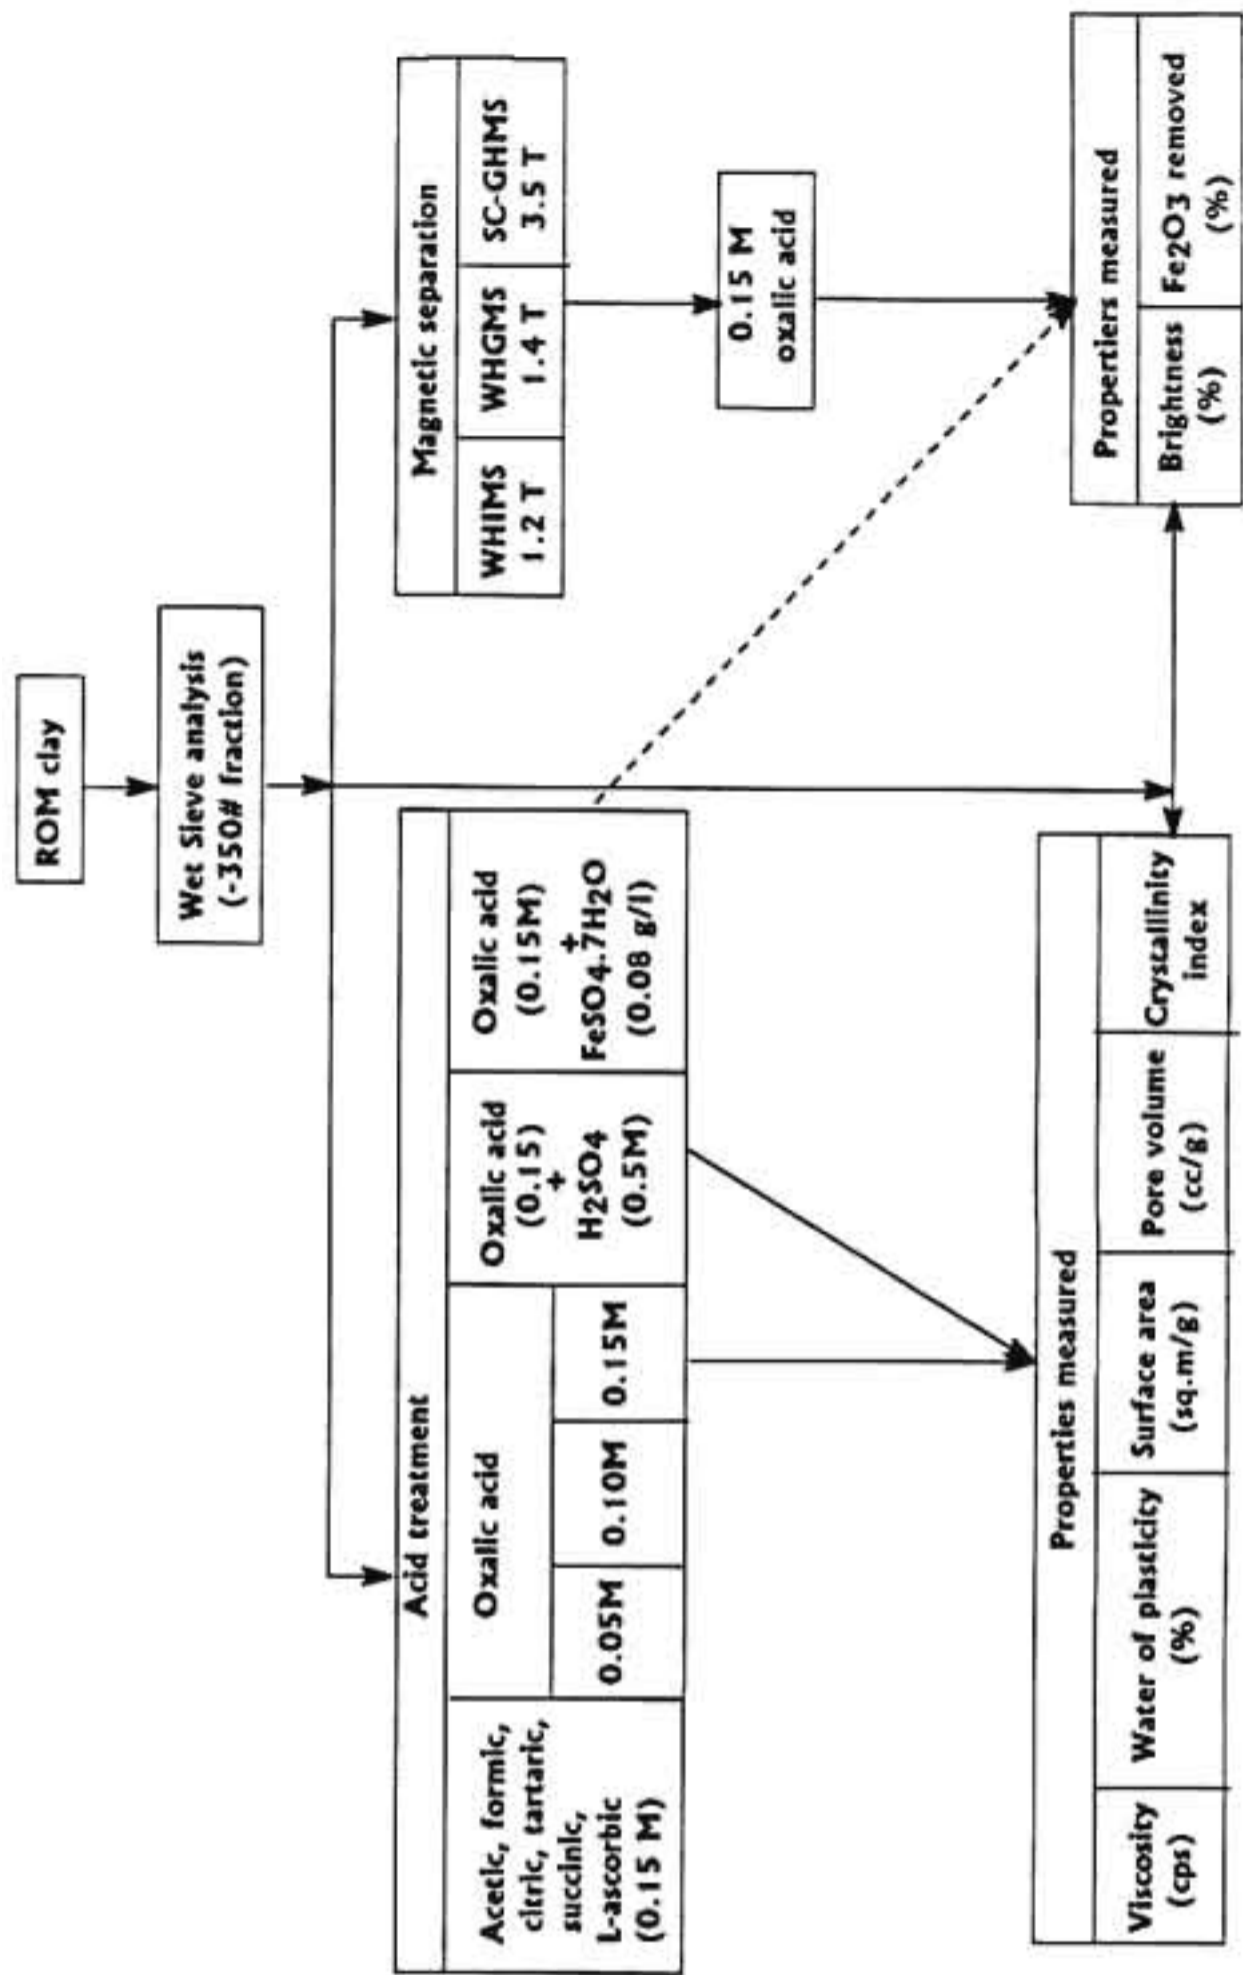 ROM clay
Wet Sieve analysis
(-350# fraction)
Acid treatment
Acetic, formic,
citric, tartaric,
succinic,
L-ascorbic
(0.15 M)
Oxalic acid
0.05M
0.10M
0.15M
Oxalic acid
(0.15)
+
H2SO4
(0.5M)
Oxalic acid
(0.15M)
+
FeSO4.7H2O
(0.08 g/l)
Magnetic separation
WHIMS
1.2 T
WHGMS
1.4 T
SC-GHMS
3.5 T
0.15 M
oxalic acid
Properties measured
Viscosity
(cps)
Water of plasticity
(%)
Surface area
(sq.m/g)
Pore volume
(cc/g)
Crystallinity
index
Propertiers measured
Brightness
(%)
Fe2O3 removed
(%)